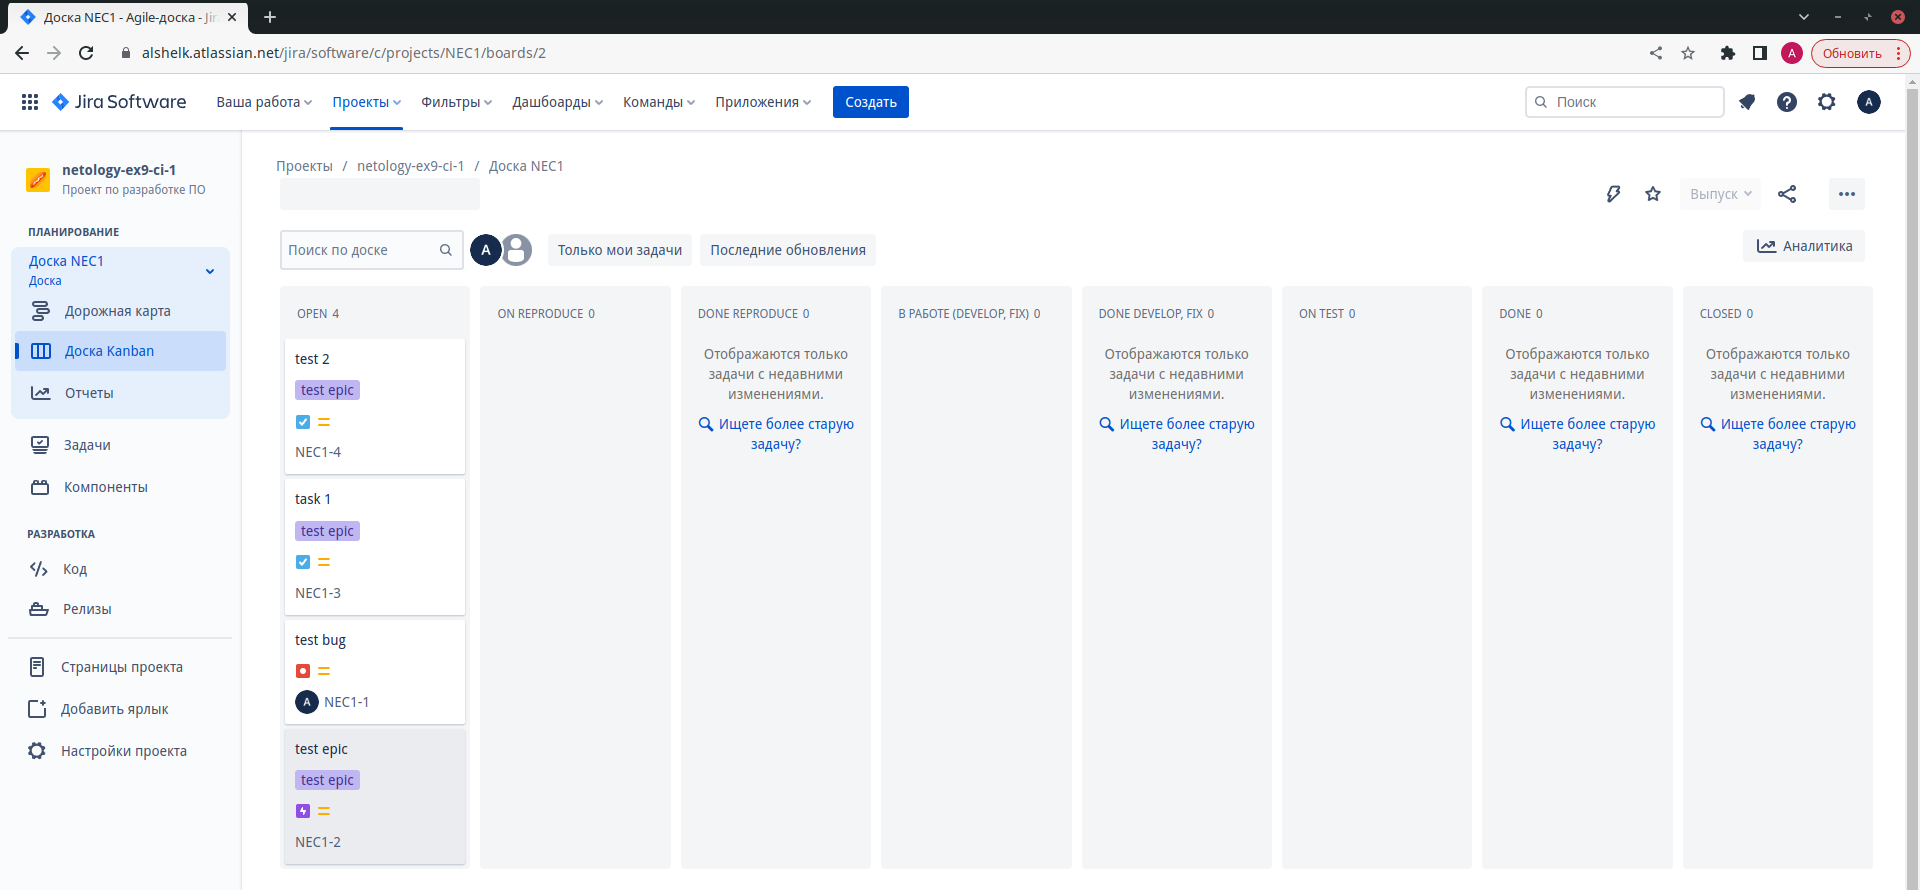 Доска NEC1 - Agile-доска - Jir
alshelk.atlassian.net/jira/software/c/projects/NEC1/boards/2
A
Обновить
Jira Software
Ваша работа
Проекты
Фильтры
Дашборды
Команды
Приложения
Создать
Поиск
A
netology-ex9-ci-1
Проект по разработке ПО
ПЛАНИРОВАНИЕ
Доска NEC1
Доска
Дорожная карта
Доска Kanban
Отчеты
Задачи
Компоненты
РАЗРАБОТКА
Код
Релизы
Страницы проекта
Добавить ярлык
Настройки проекта
Проекты / netology-ex9-ci-1 / Доска NEC1
Выпуск
Поиск по доске
A
Только мои задачи
Последние обновления
Аналитика
OPEN 4
test 2
test epic
NEC1-4
task 1
test epic
NEC1-3
test bug
A NEC1-1
test epic
test epic
NEC1-2
ON REPRODUCE 0
DONE REPRODUCE 0
Отображаются только
задачи с недавними
изменениями.
Ищете более старую
задачу?
В РАБОТЕ (DEVELOP, FIX) 0
DONE DEVELOP, FIX 0
Отображаются только
задачи с недавними
изменениями.
Ищете более старую
задачу?
ON TEST 0
DONE 0
Отображаются только
задачи с недавними
изменениями.
Ищете более старую
задачу?
CLOSED 0
Отображаются только
задачи с недавними
изменениями.
Ищете более старую
задачу?